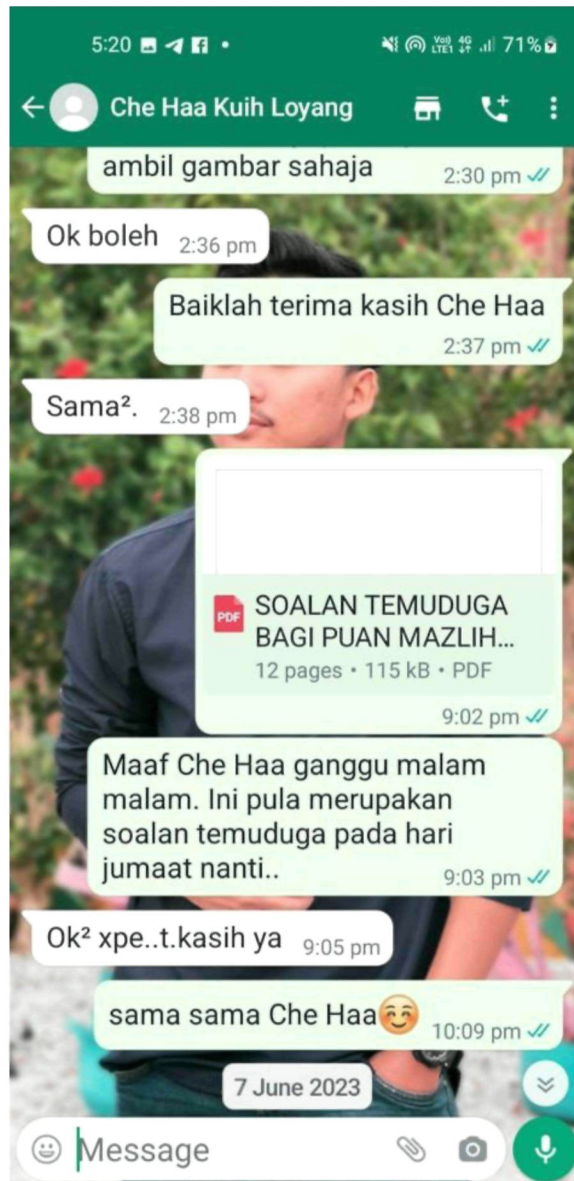 5:20
71%
Che Haa Kuih Loyang
ambil gambar sahaja
2:30 pm
Ok boleh 2:36 pm
Baiklah terima kasih Che Haa
2:37 pm
Sama². 2:38 pm
PDF
SOALAN TEMUDUGA
BAGI PUAN MAZLIH...
12 pages • 115 kB • PDF
9:02 pm
Maaf Che Haa ganggu malam
malam. Ini pula merupakan
soalan temuduga pada hari
jumaat nanti..
9:03 pm
Ok² xpe..t.kasih ya 9:05 pm
sama sama Che Haa☺️ 10:09 pm
7 June 2023
Message